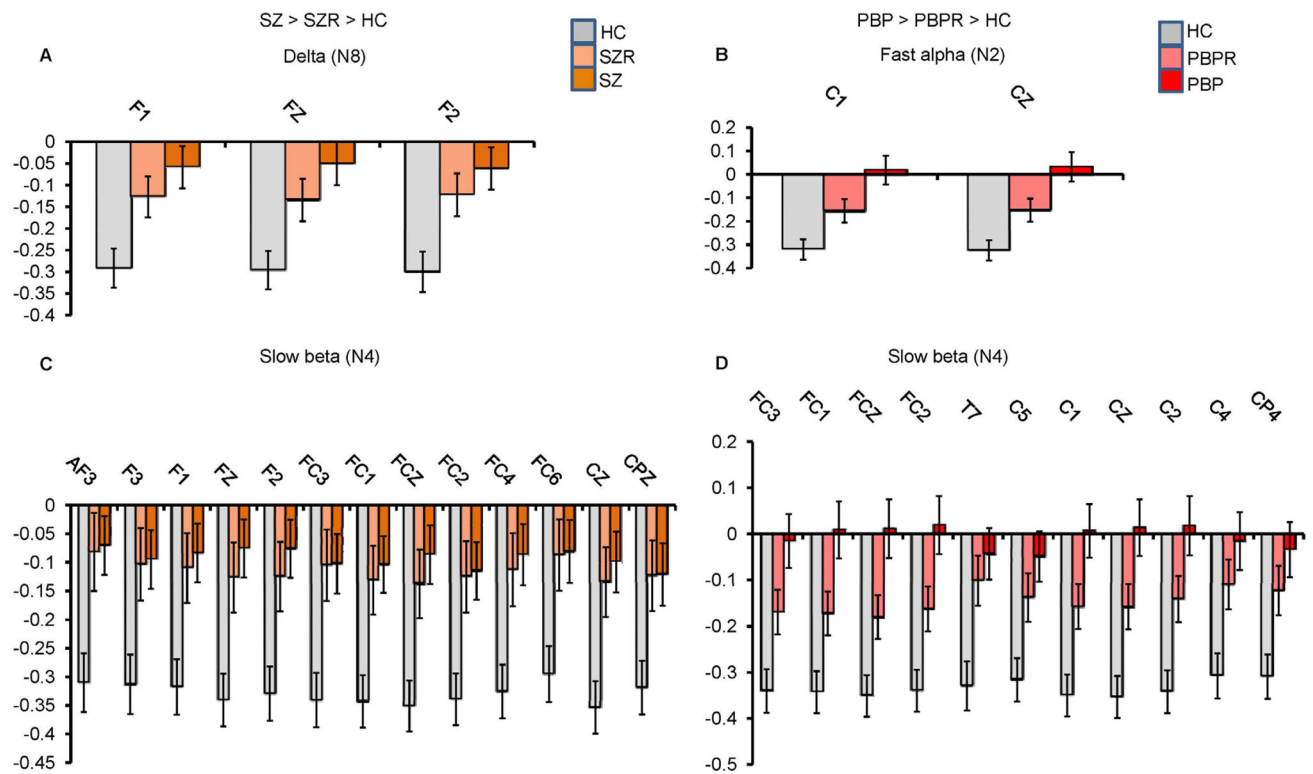 SZ > SZR > HC
PBP > PBPR > HC
A
Delta (N8)
HC
SZR
SZ
B
Fast alpha (N2)
HC
PBPR
PBP
F1
FZ
F2
0
-0.05
-0.1
-0.15
-0.2
-0.25
-0.3
-0.35
-0.4
C1
CZ
0.2
0.1
0
-0.1
-0.2
-0.3
-0.4
C
Slow beta (N4)
AF3
F3
F1
FZ
F2
FC3
FC1
FCZ
FC2
FC4
FC6
CZ
CPZ
0
-0.05
-0.1
-0.15
-0.2
-0.25
-0.3
-0.35
-0.4
-0.45
D
Slow beta (N4)
FC3
FC1
FCZ
FC2
T7
C5
C1
CZ
C2
C4
CP4
0.2
0.1
0
-0.1
-0.2
-0.3
-0.4
-0.5